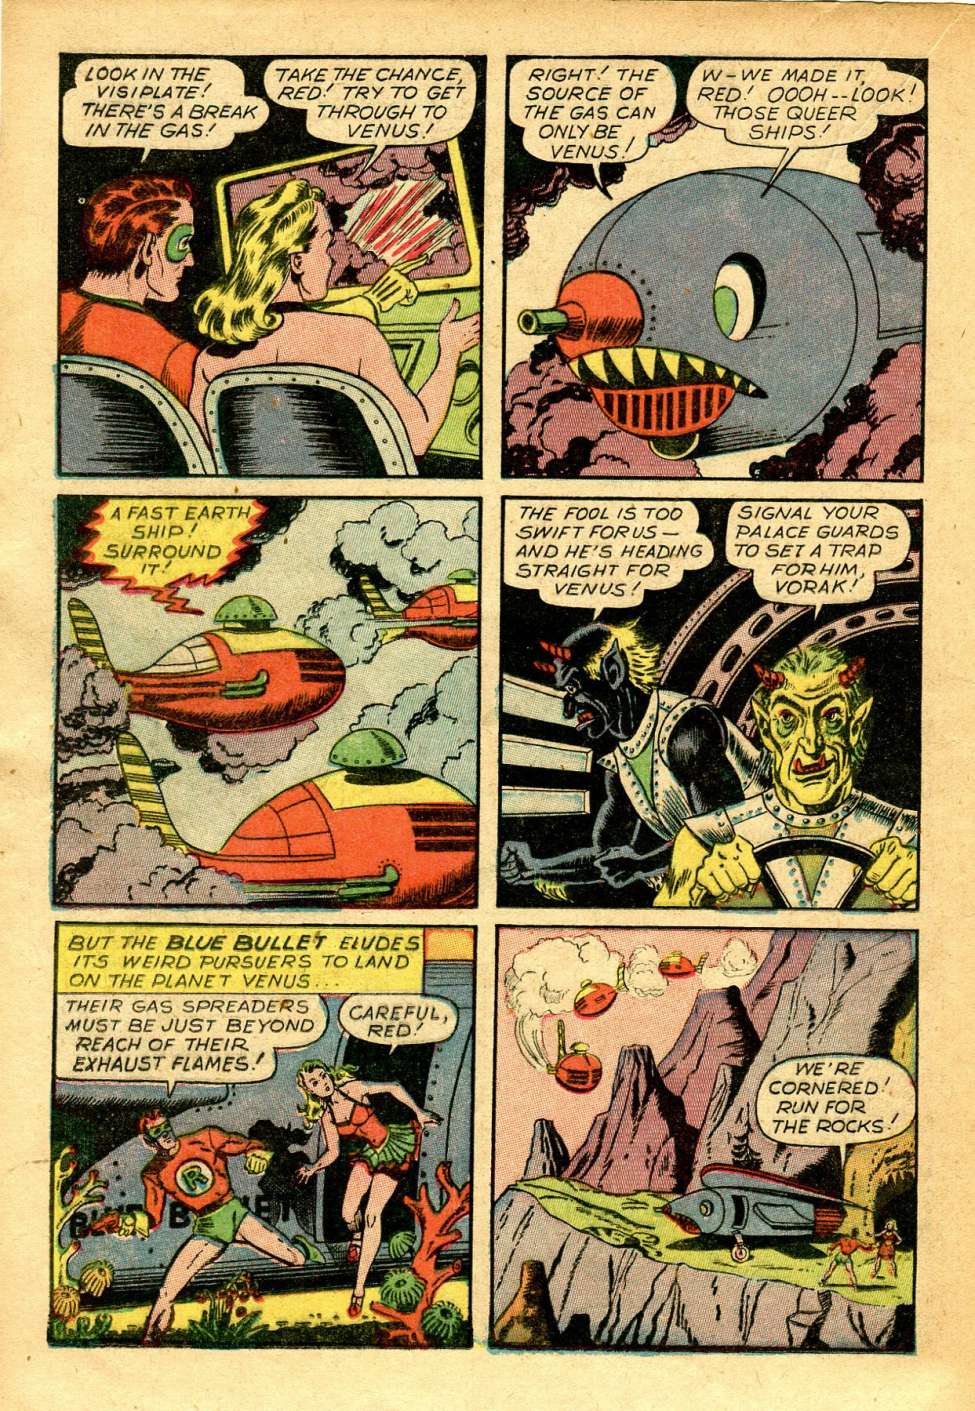 LOOK IN THE
VISIPLATE!
THERE'S A BREAK
IN THE GAS!
TAKE THE CHANCE,
RED! TRY TO GET
THROUGH TO
VENUS!
RIGHT! THE
SOURCE OF
THE GAS CAN
ONLY BE
VENUS!
W-WE MADE IT,
RED! OOOH--LOOK!
THOSE QUEER
SHIPS!
A FAST EARTH
SHIP!
SURROUND
IT!
THE FOOL IS TOO
SWIFT FOR US —
AND HE'S HEADING
STRAIGHT FOR
VENUS!
SIGNAL YOUR
PALACE GUARDS
TO SET A TRAP
FOR HIM,
VORAK!
BUT THE BLUE BULLET ELUDES
ITS WEIRD PURSUERS TO LAND
ON THE PLANET VENUS...
THEIR GAS SPREADERS
MUST BE JUST BEYOND
REACH OF THEIR
EXHAUST FLAMES!
CAREFUL,
RED!
R
BLUE B LET
WE'RE
CORNERED!
RUN FOR
THE ROCKS!